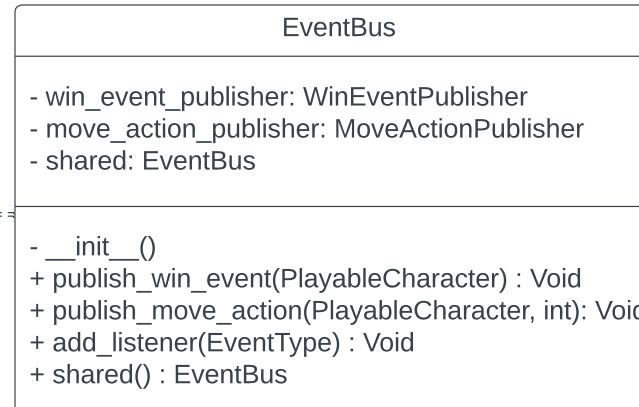 EventBus
- win_event_publisher: WinEventPublisher
- move_action_publisher: MoveActionPublisher
- shared: EventBus
- __init__()
+ publish_win_event(PlayableCharacter) : Void
+ publish_move_action(PlayableCharacter, int): Void
+ add_listener(EventType) : Void
+ shared() : EventBus